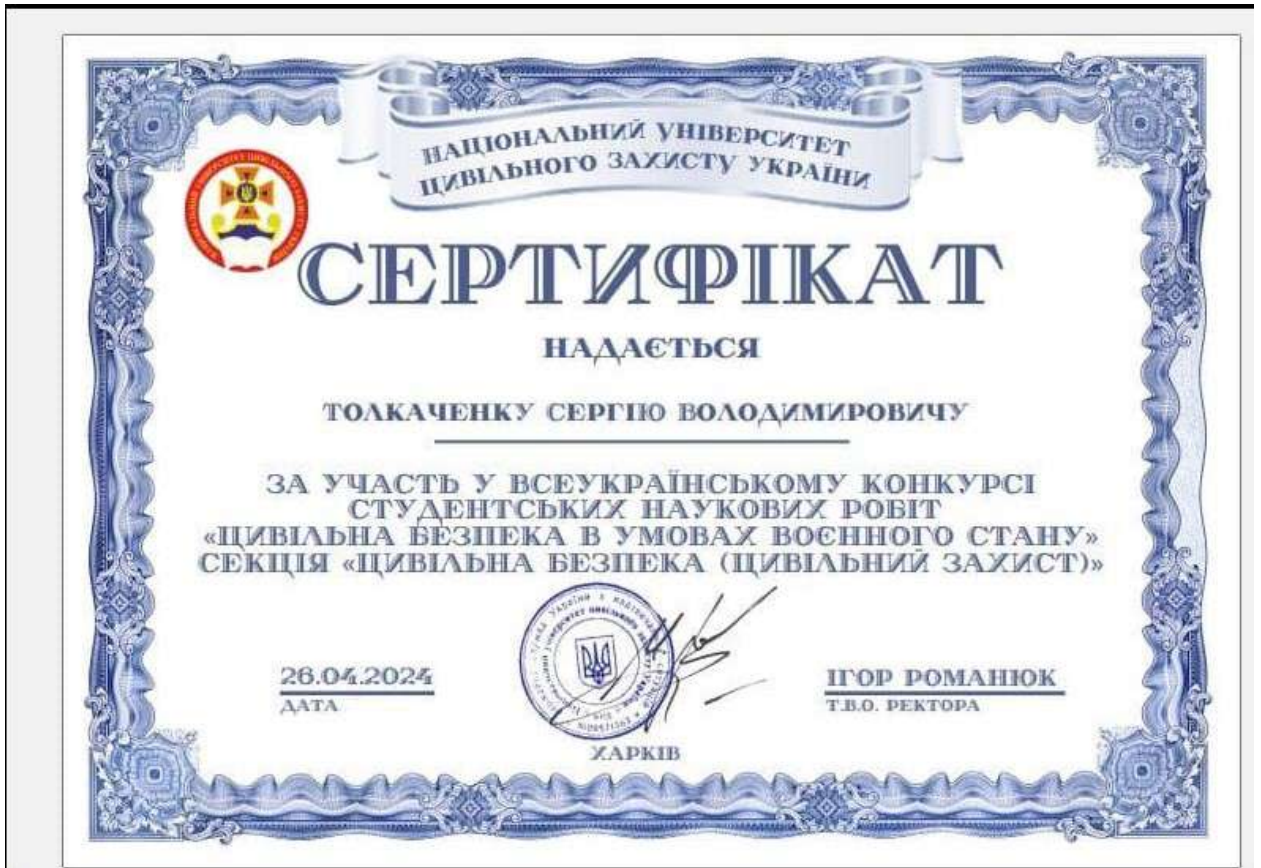 НАЦІОНАЛЬНИЙ УНІВЕРСИТЕТ
ЦИВІЛЬНОГО ЗАХИСТУ УКРАЇНИ
СЕРТИФІКАТ
НАДАЄТЬСЯ
ТОЛКАЧЕНКУ СЕРГІЮ ВОЛОДИМИРОВИЧУ
ЗА УЧАСТЬ У ВСЕУКРАЇНСЬКОМУ КОНКУРСІ
СТУДЕНТСЬКИХ НАУКОВИХ РОБІТ
«ЦИВІЛЬНА БЕЗПЕКА В УМОВАХ ВОЄННОГО СТАНУ»
СЕКЦІЯ «ЦИВІЛЬНА БЕЗПЕКА (ЦИВІЛЬНИЙ ЗАХИСТ)»
26.04.2024
ДАТА
ІГОР РОМАНЮК
Т.В.О. РЕКТОРА
ХАРКІВ